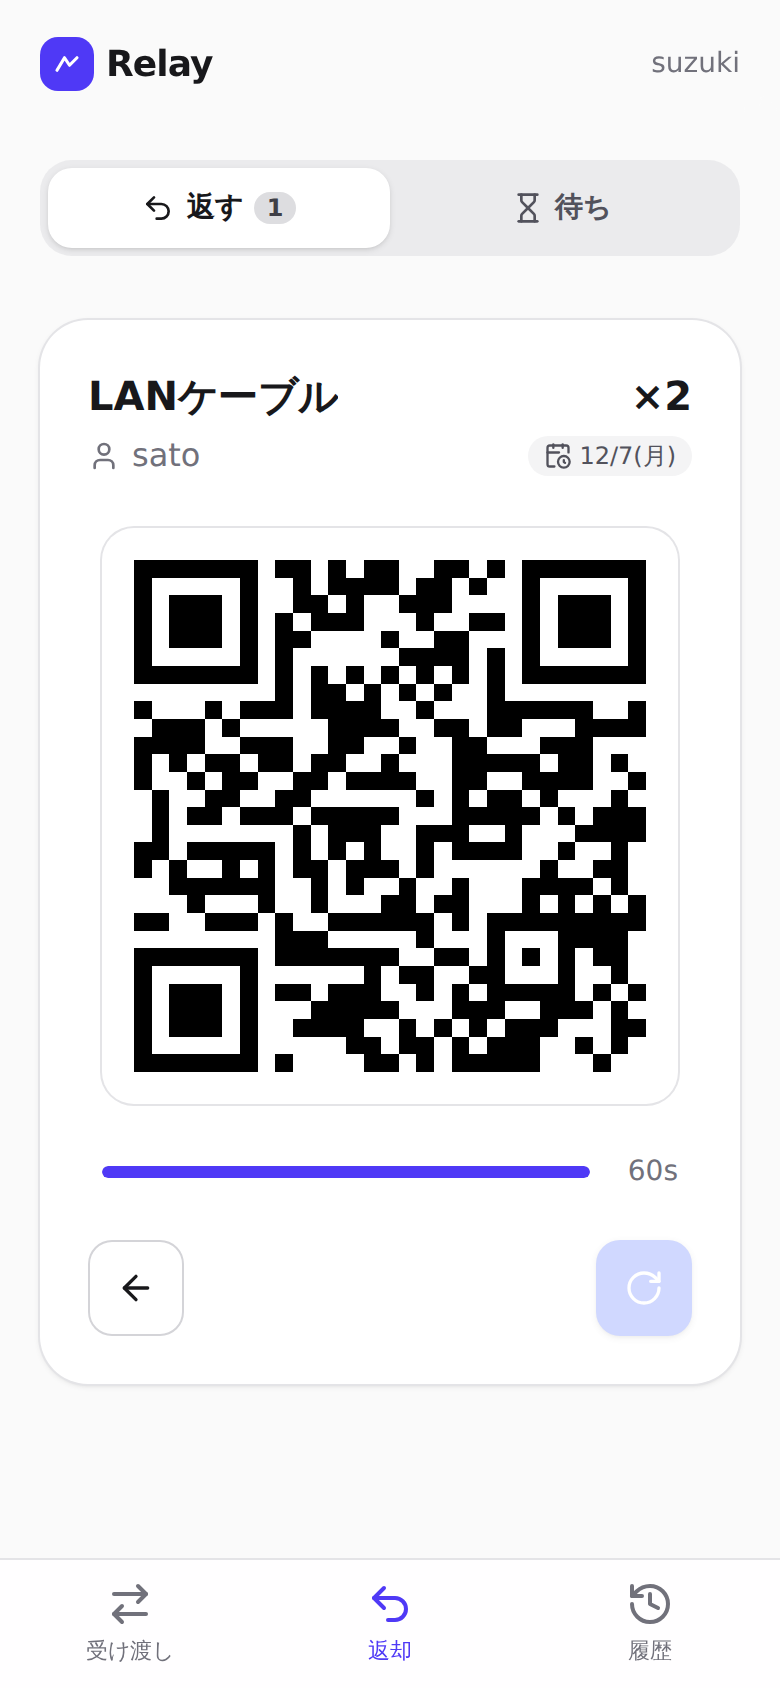 Relay
suzuki
返す 1
待ち
LANケーブル ×2
sato
12/7(月)
60s
受け渡し
返却
履歴